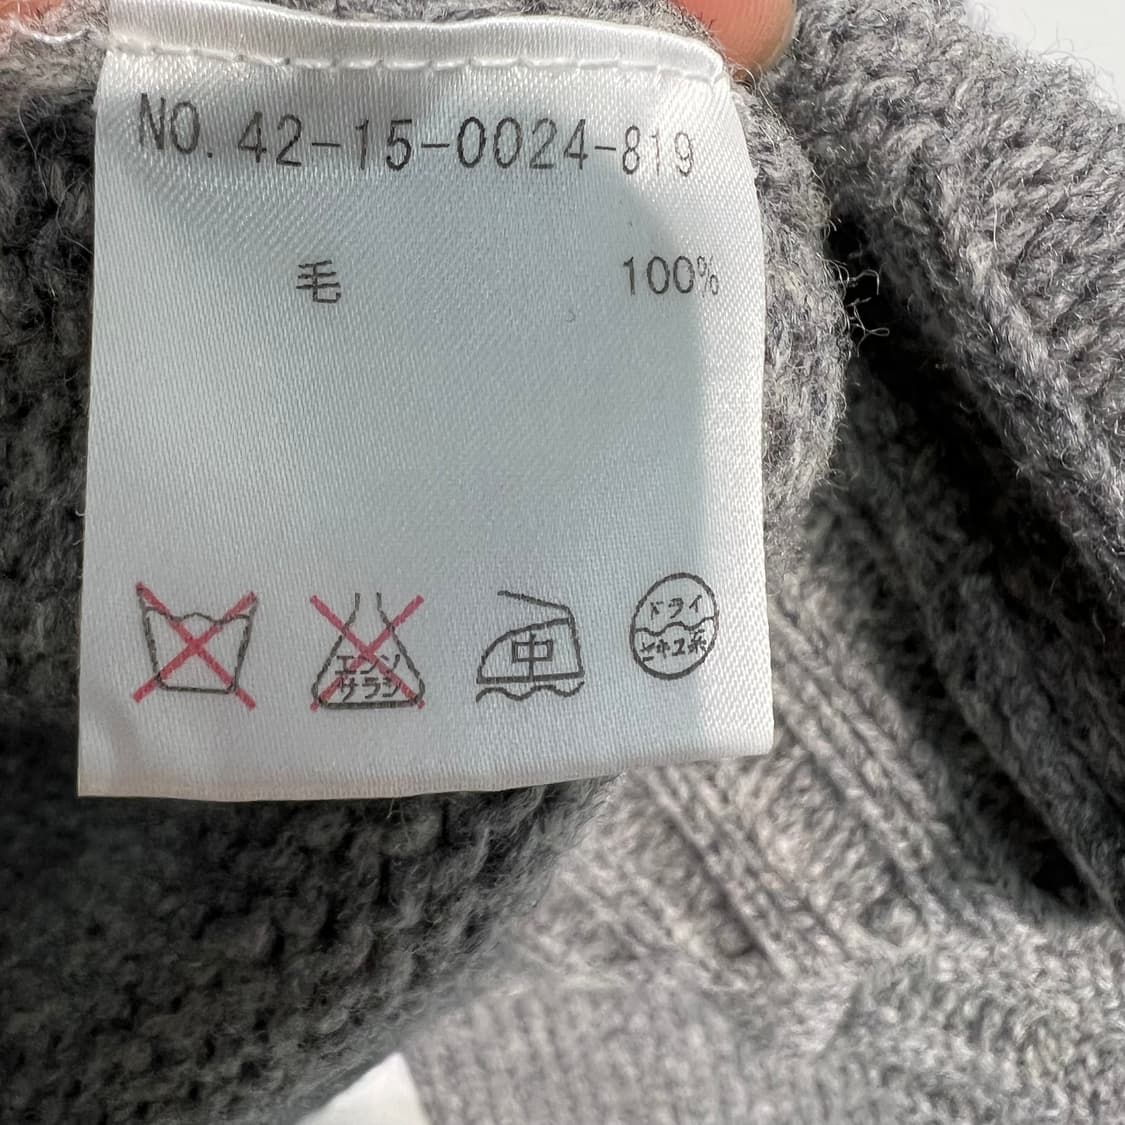 NO. 42-15-0024-819
毛 100%
エンソ
サラシ
中
ドライ
セキユ系